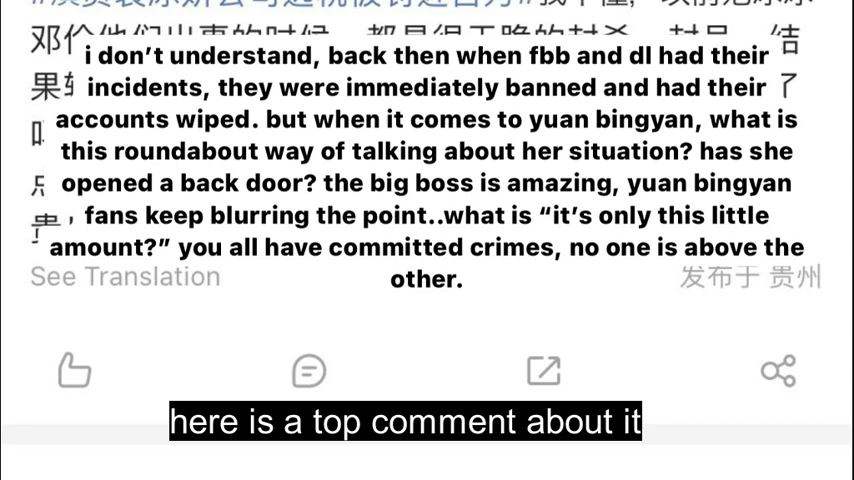 i don’t understand, back then when fbb and dl had their
incidents, they were immediately banned and had their
accounts wiped. but when it comes to yuan bingyan, what is
this roundabout way of talking about her situation? has she
opened a back door? the big boss is amazing, yuan bingyan
fans keep blurring the point..what is “it’s only this little
amount?” you all have committed crimes, no one is above the
other.
See Translation
发布于 贵州
here is a top comment about it